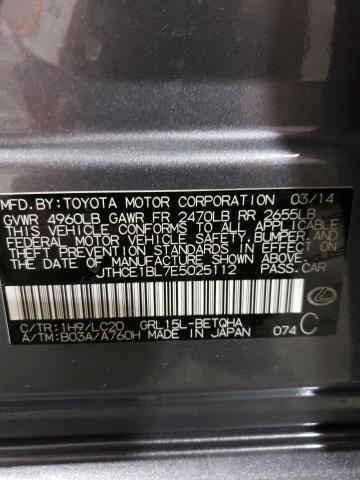 MFD.BY:TOYOTA MOTOR CORPORATION 03/14
GVWR 4960LB GAWR FR 2470LB RR 2655LB
THIS VEHICLE CONFORMS TO ALL APPLICABLE
FEDERAL MOTOR VEHICLE SAFETY,BUMPER,AND
THEFT PREVENTION STANDARDS IN EFFECT ON
THE DATE OF MANUFACTURE SHOWN ABOVE.
JTHCE1BL7E5025112 PASS.CAR
C/TR:1H9/LC20 GRL15L-BETQHA
A/TM:B03A/A760H MADE IN JAPAN 074 C